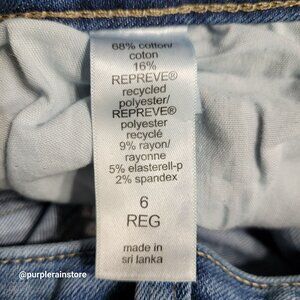 68% cotton/
coton
16%
REPREVE®
recycled
polyester/
REPREVE®
polyester
recyclé
9% rayon/
rayonne
5% elasterell-p
2% spandex
6
REG
made in
sri lanka
@purplerainstore